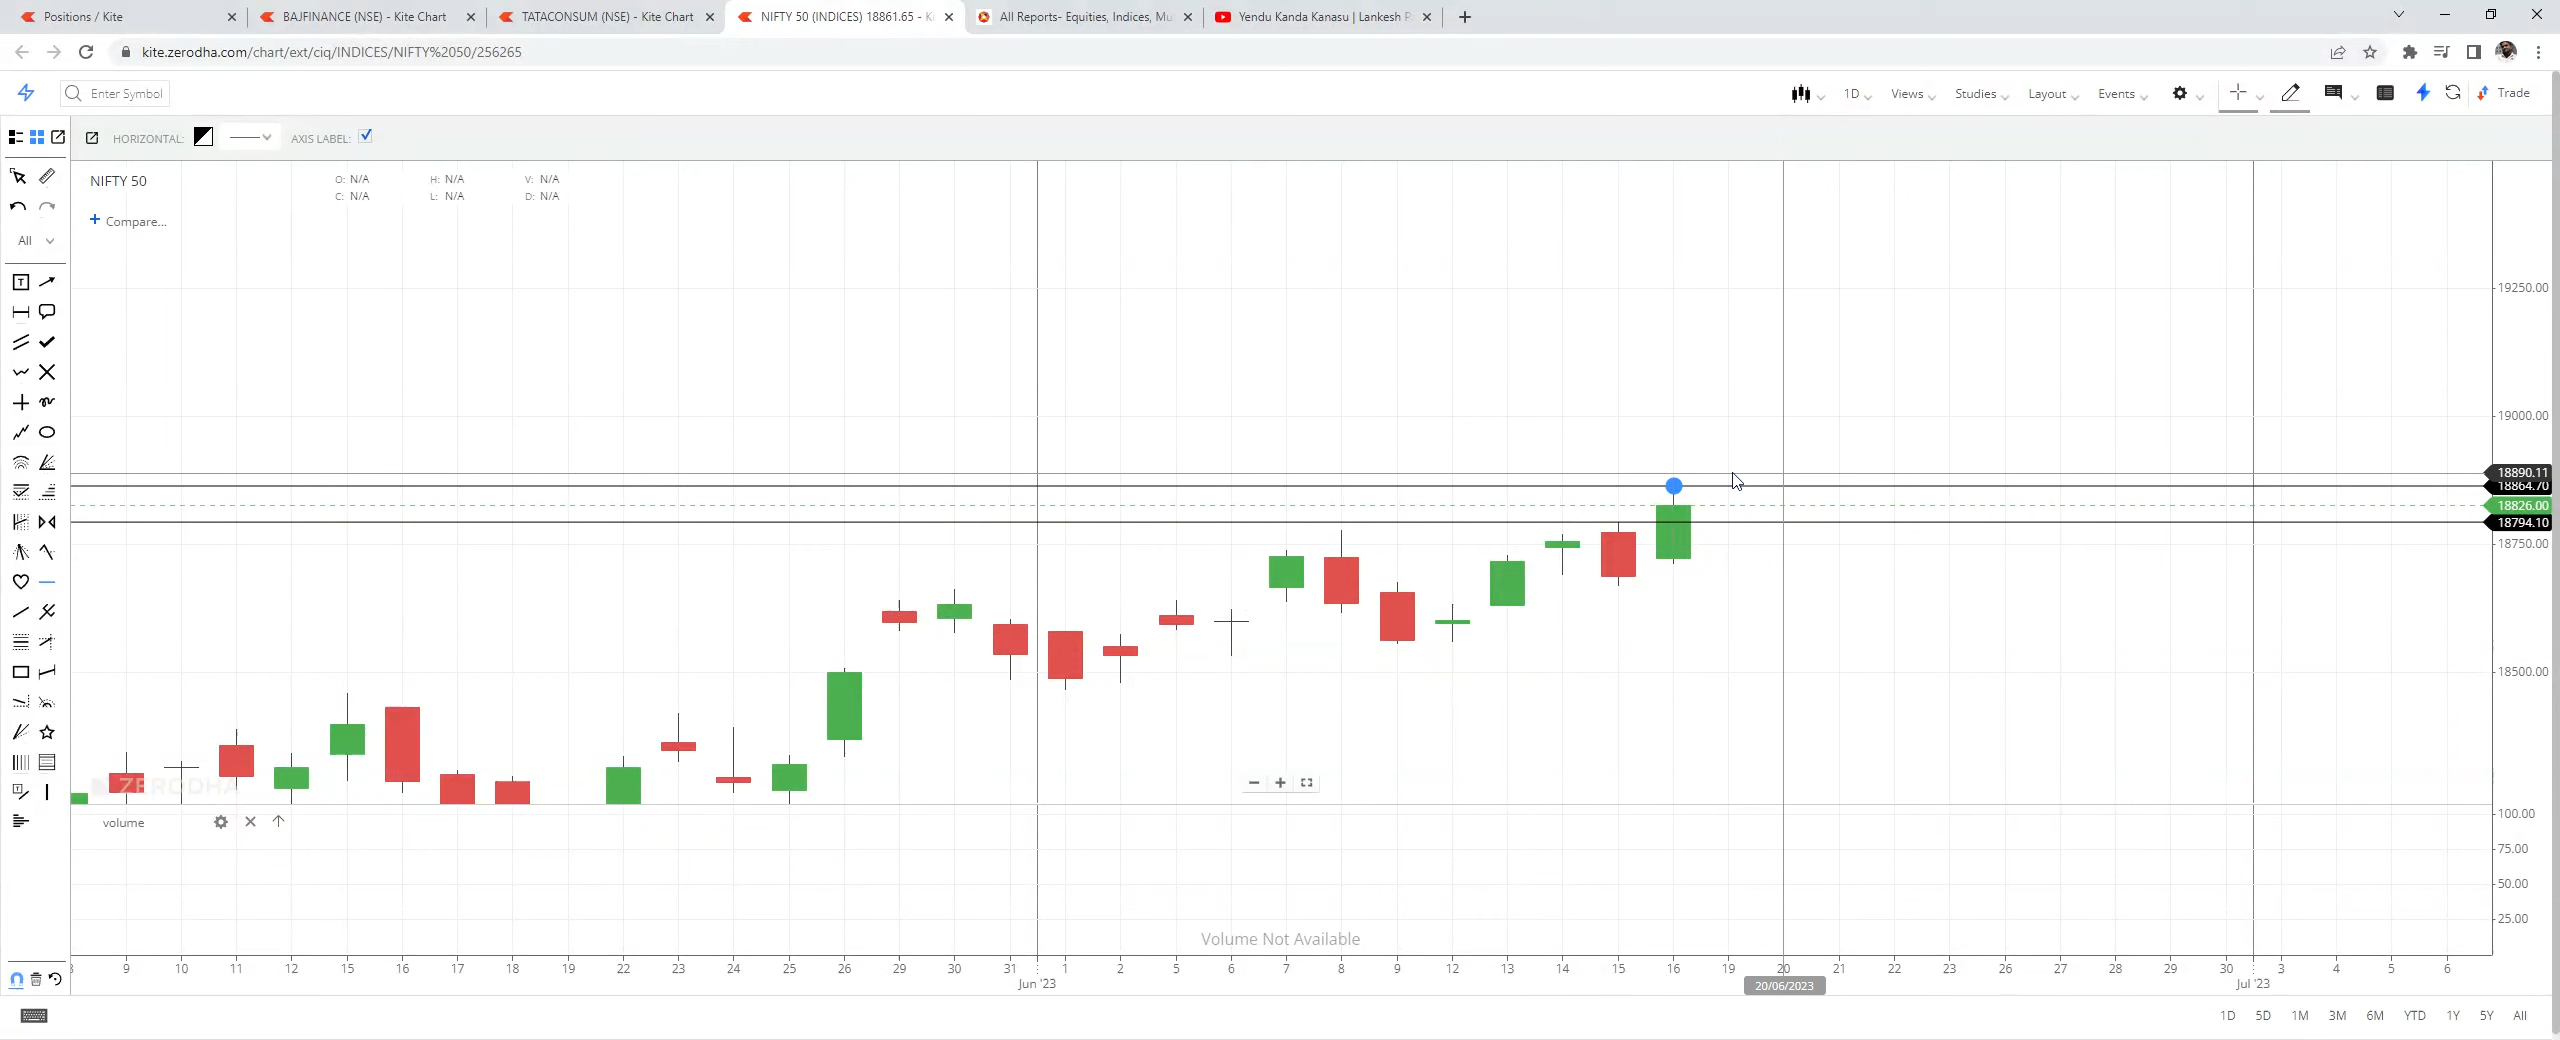 Positions / Kite
BAJFINANCE (NSE) - Kite Chart
TATACONSUM (NSE) - Kite Chart
NIFTY 50 (INDICES) 18861.65 - Ki
All Reports- Equities, Indices, Mu
Yendu Kanda Kanasu | Lankesh P
kite.zerodha.com/chart/ext/ciq/INDICES/NIFTY%2050/256265
Enter Symbol
1D Views Studies Layout Events Trade
HORIZONTAL: AXIS LABEL:
NIFTY 50 O: N/A H: N/A V: N/A
C: N/A L: N/A D: N/A
+ Compare...
All
19250.00
19000.00
18890.11
18864.70
18826.00
18794.10
18750.00
18500.00
ZERODHA
volume
100.00
75.00
50.00
25.00
Volume Not Available
9 10 11 12 15 16 17 18 19 22 23 24 25 26 29 30 31 1 2 5 6 7 8 9 12 13 14 15 16 19 20 21 22 23 26 27 28 29 30 3 4 5 6
Jun '23 20/06/2023 Jul '23
1D 5D 1M 3M 6M YTD 1Y 5Y All